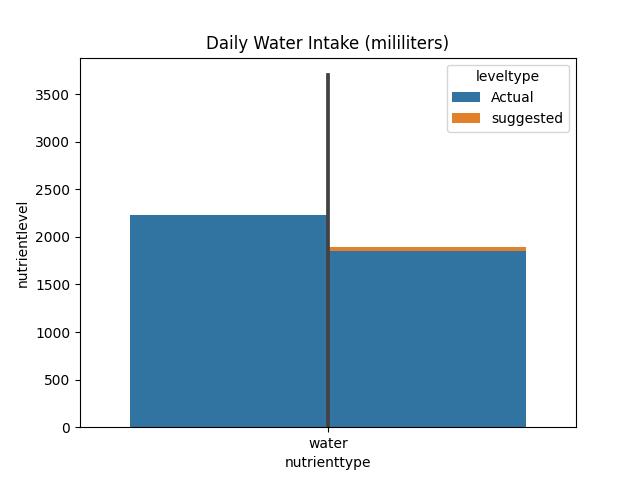 Daily Water Intake (mililiters)
leveltype
Actual
suggested
3500
3000
2500
2000
1500
1000
500
0
nutrientlevel
water
nutrienttype